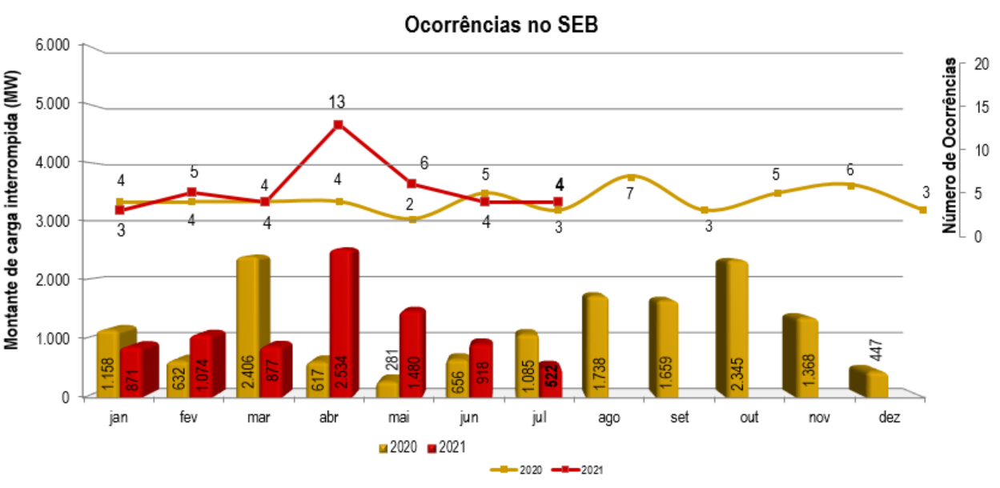 Ocorrências no SEB
Montante de carga interrompida (MW)
6.000
5.000
4.000
3.000
2.000
1.000
0
Número de Ocorrências
20
15
10
5
0
4 5 4 13 4 6 5 4 5 6 3
3 4 4 2 4 3 7 3
1.158 871 632 1.074 2.406 877 617 2.534 281 1.480 656 918 1.085 522 1.738 1.659 2.345 1.368 447
jan fev mar abr mai jun jul ago set out nov dez
2020 2021
2020 2021